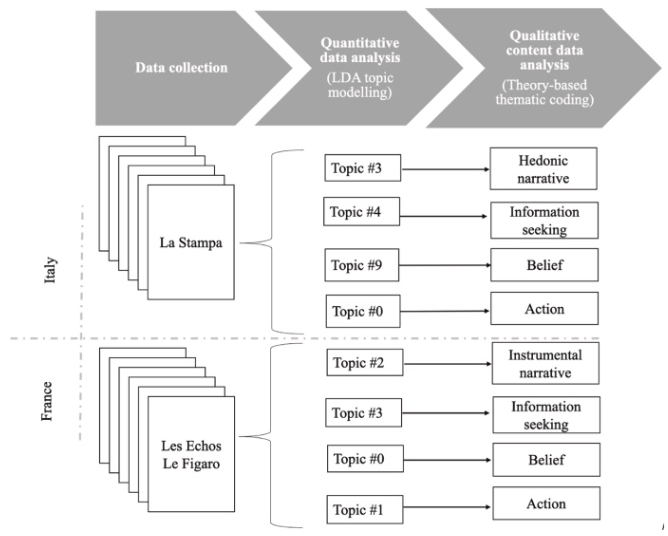 Data collection
Quantitative
data analysis
(LDA topic
modelling)
Qualitative
content data
analysis
(Theory-based
thematic coding)
Italy
La Stampa
Topic #3
Hedonic
narrative
Topic #4
Information
seeking
Topic #9
Belief
Topic #0
Action
France
Les Echos
Le Figaro
Topic #2
Instrumental
narrative
Topic #3
Information
seeking
Topic #0
Belief
Topic #1
Action